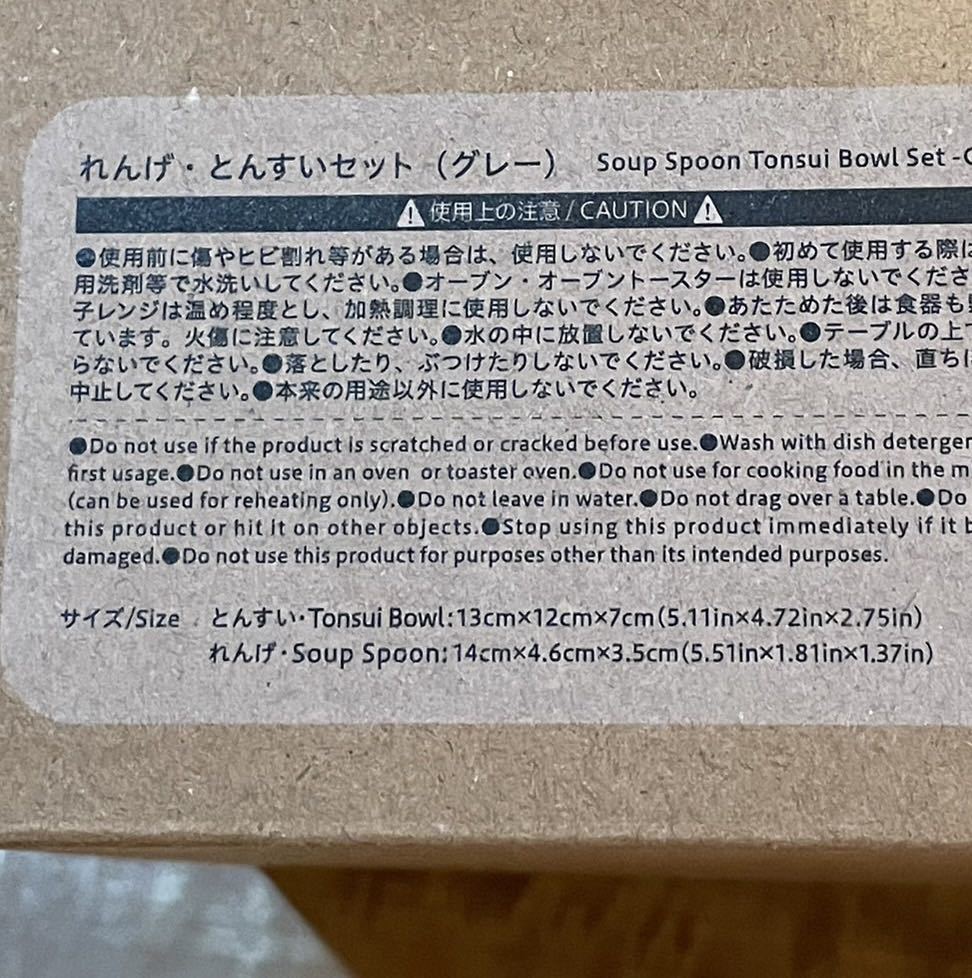 れんげ・とんすいセット（グレー） Soup Spoon Tonsui Bowl Set -
使用上の注意 / CAUTION
●使用前に傷やヒビ割れ等がある場合は、使用しないでください。●初めて使用する際は
用洗剤等で水洗いしてください。●オーブン・オーブントースターは使用しないでくださ
子レンジは温め程度とし、加熱調理に使用しないでください。●あたためた後は食器も
ています。火傷に注意してください。●水の中に放置しないでください。●テーブルの上
らないでください。●落としたり、ぶつけたりしないでください。●破損した場合、直ち
中止してください。●本来の用途以外に使用しないでください。
●Do not use if the product is scratched or cracked before use.●Wash with dish deterger
first usage.●Do not use in an oven or toaster oven.●Do not use for cooking food in the m
(can be used for reheating only).●Do not leave in water.●Do not drag over a table.●Do
this product or hit it on other objects.●Stop using this product immediately if it b
damaged.●Do not use this product for purposes other than its intended purposes.
サイズ/Size とんすい・Tonsui Bowl:13cm×12cm×7cm(5.11in×4.72in×2.75in)
れんげ・Soup Spoon:14cm×4.6cm×3.5cm(5.51in×1.81in×1.37in)